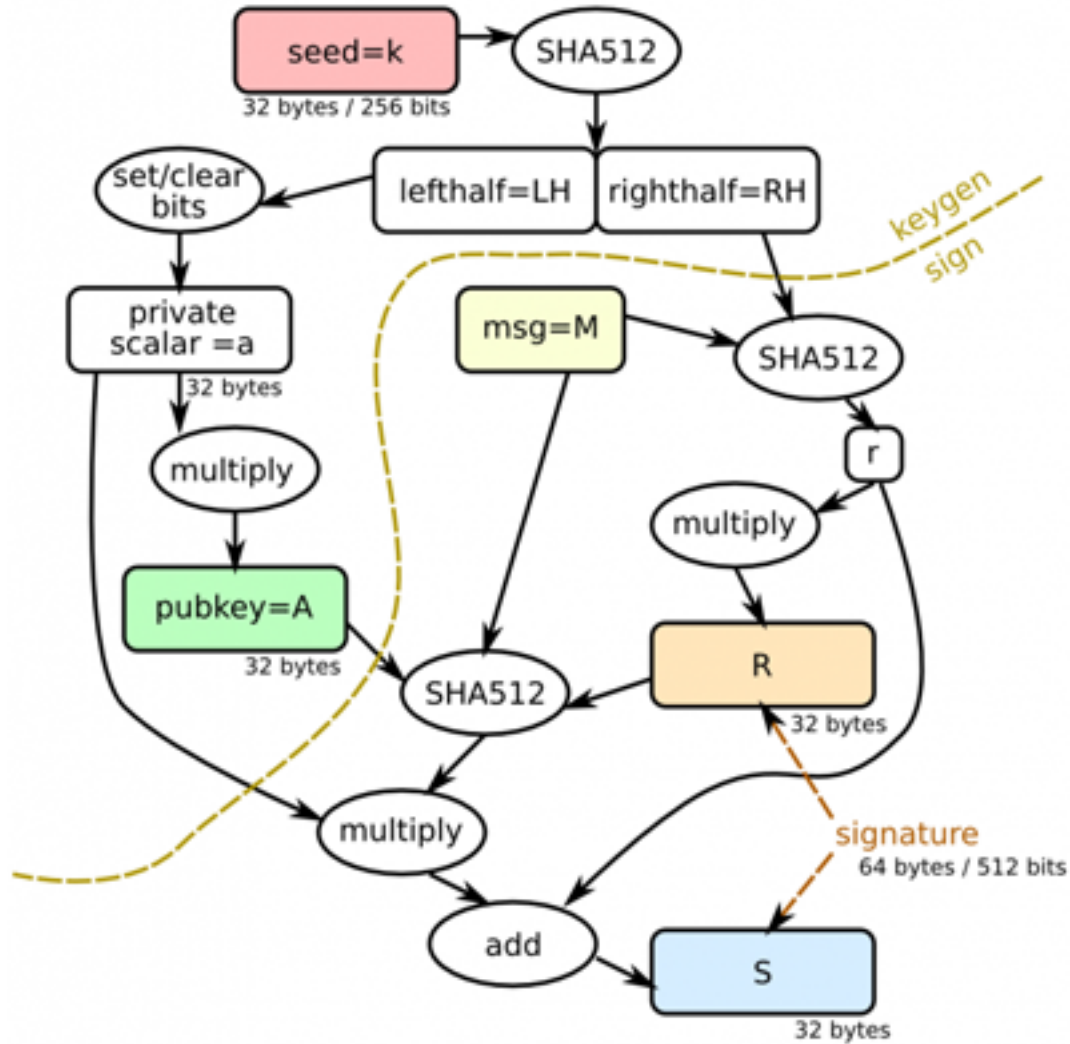 seed=k
SHA512
32 bytes / 256 bits
set/clear
bits
lefthalf=LH
righthalf=RH
keygen
sign
private
scalar =a
32 bytes
msg=M
SHA512
r
multiply
multiply
pubkey=A
32 bytes
SHA512
R
32 bytes
multiply
signature
64 bytes / 512 bits
add
S
32 bytes